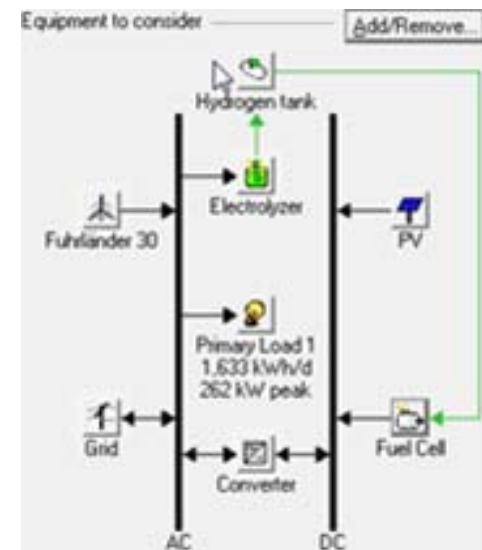 Equipment to consider
Add/Remove...
Hydrogen tank
Electrolyzer
Fuhrländer 30
PV
Primary Load 1
1,633 kWh/d
262 kW peak
Grid
Fuel Cell
Converter
AC
DC